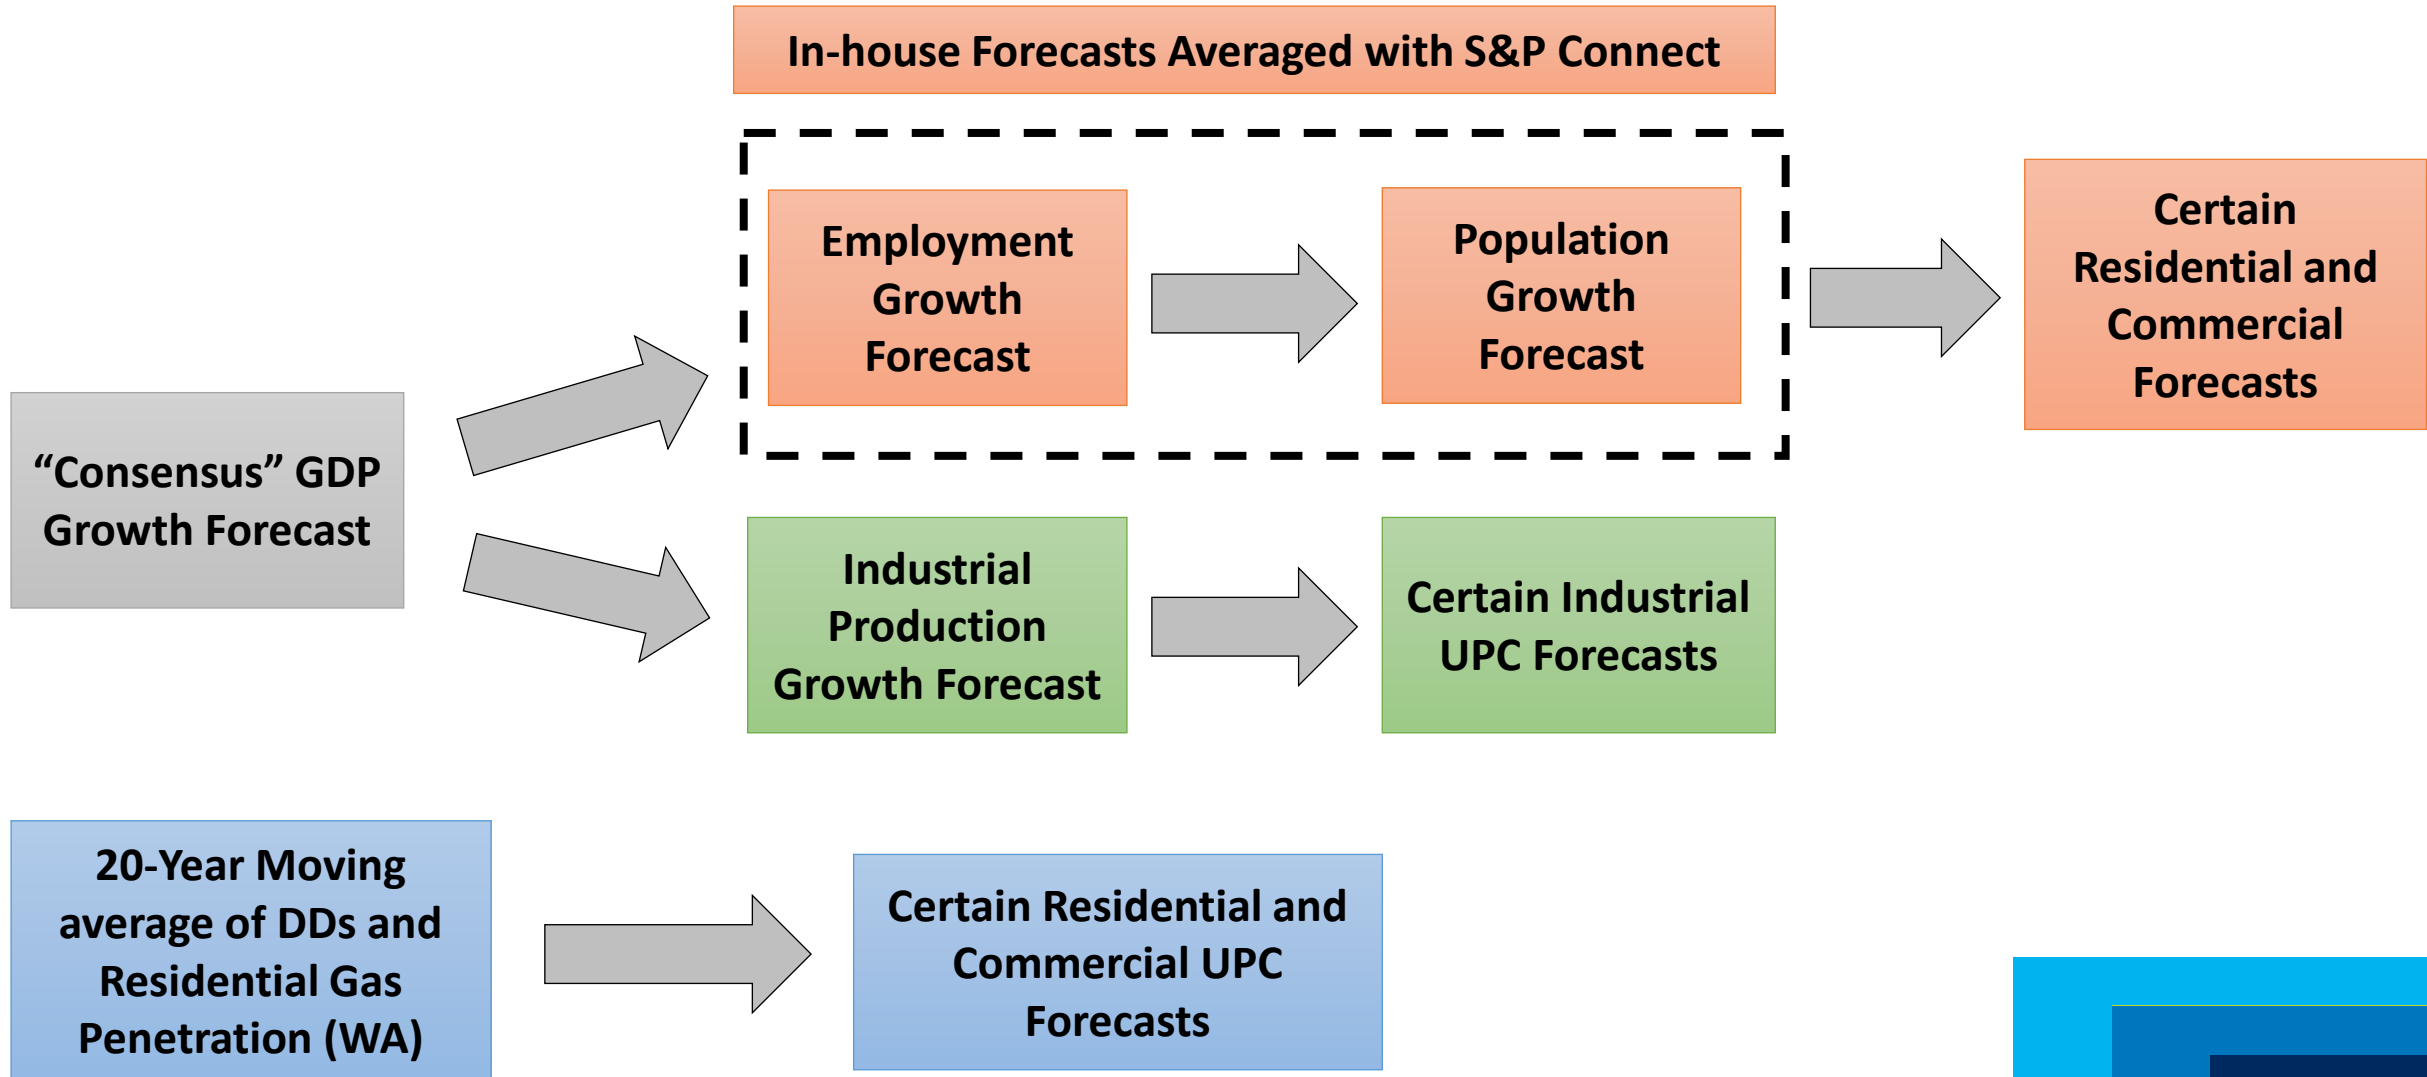 In-house Forecasts Averaged with S&P Connect
Employment
Growth
Forecast
Population
Growth
Forecast
Certain
Residential and
Commercial
Forecasts
“Consensus” GDP
Growth Forecast
Industrial
Production
Growth Forecast
Certain Industrial
UPC Forecasts
20-Year Moving
average of DDs and
Residential Gas
Penetration (WA)
Certain Residential and
Commercial UPC
Forecasts